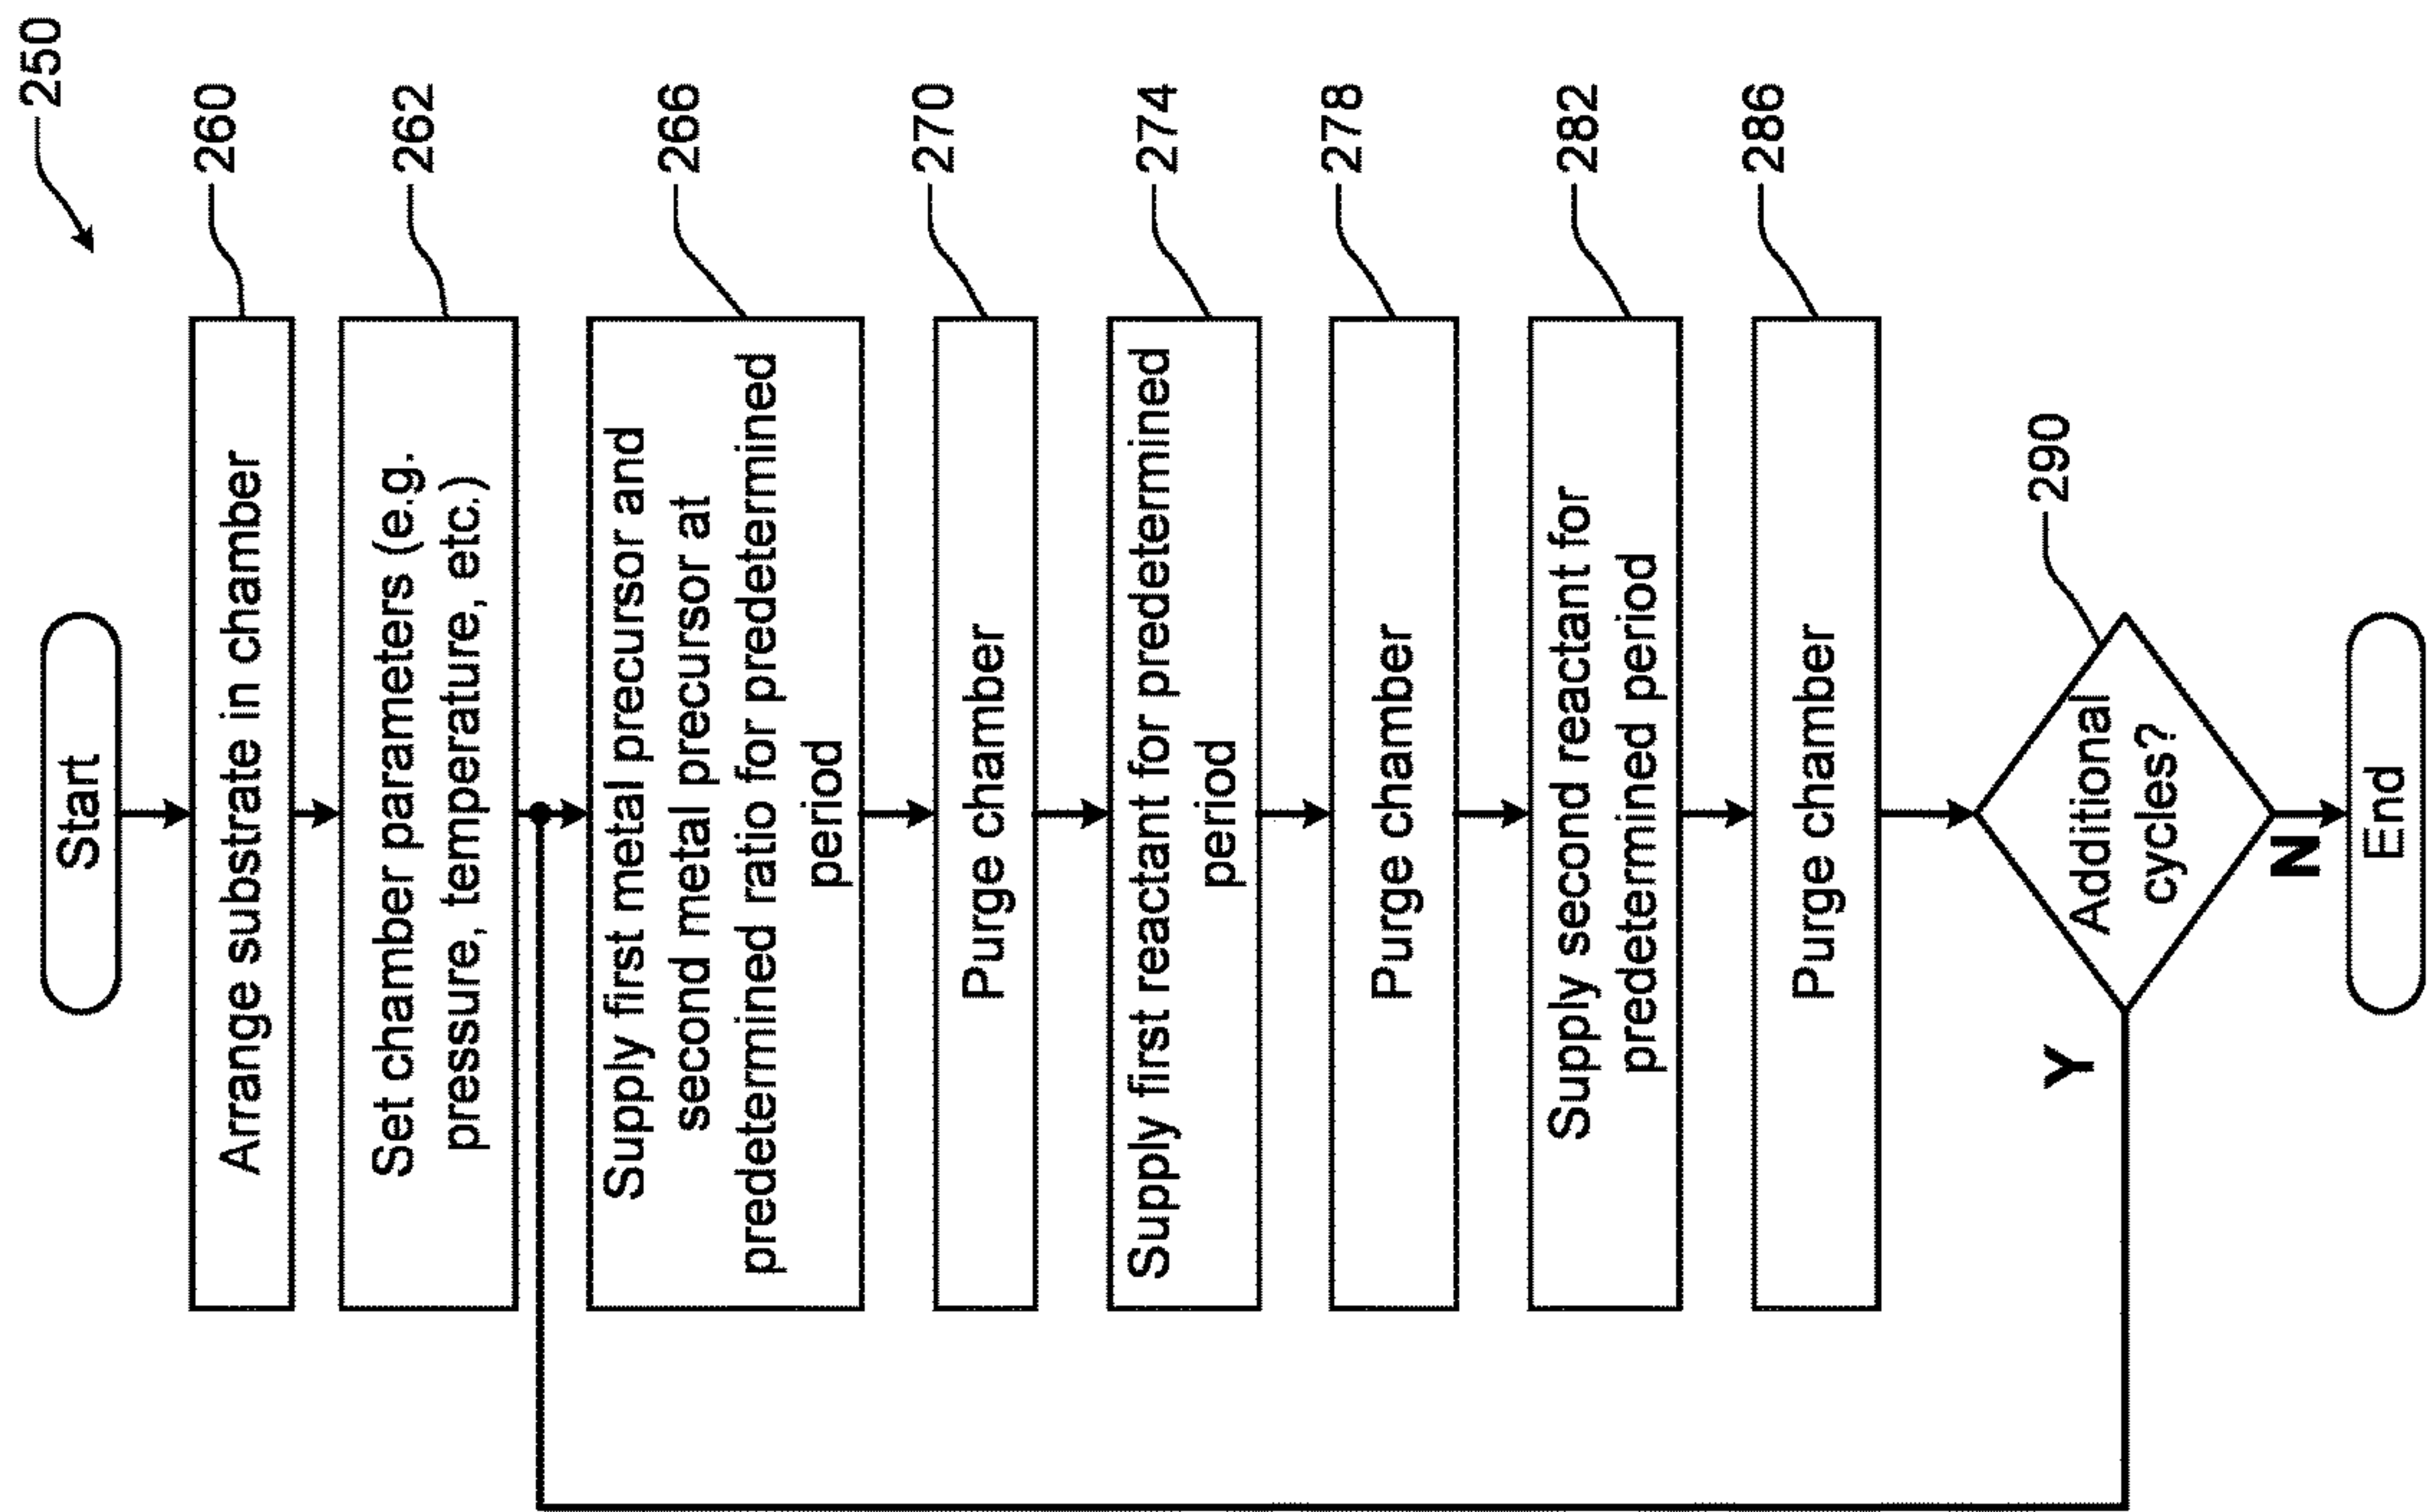 250
Start
Arrange substrate in chamber
260
Set chamber parameters (e.g.
pressure, temperature, etc.)
262
Supply first metal precursor and
second metal precursor at
predetermined ratio for predetermined
period
266
Purge chamber
270
Supply first reactant for predetermined
period
274
Purge chamber
278
Supply second reactant for
predetermined period
282
Purge chamber
286
Additional
cycles?
290
Y
N
End